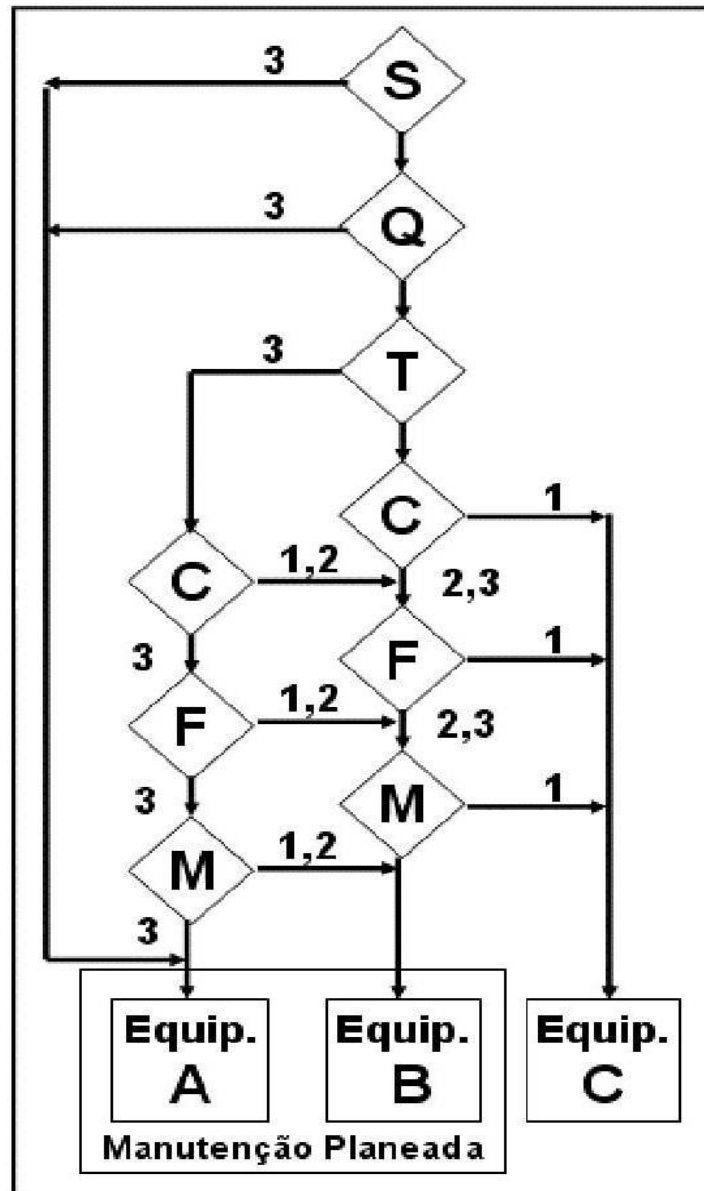 3
S
3
Q
3
T
C
1
C
1,2
2,3
3
F
1
F
1,2
2,3
3
M
1
M
1,2
3
Equip.
A
Equip.
B
Equip.
C
Manutenção Planeada